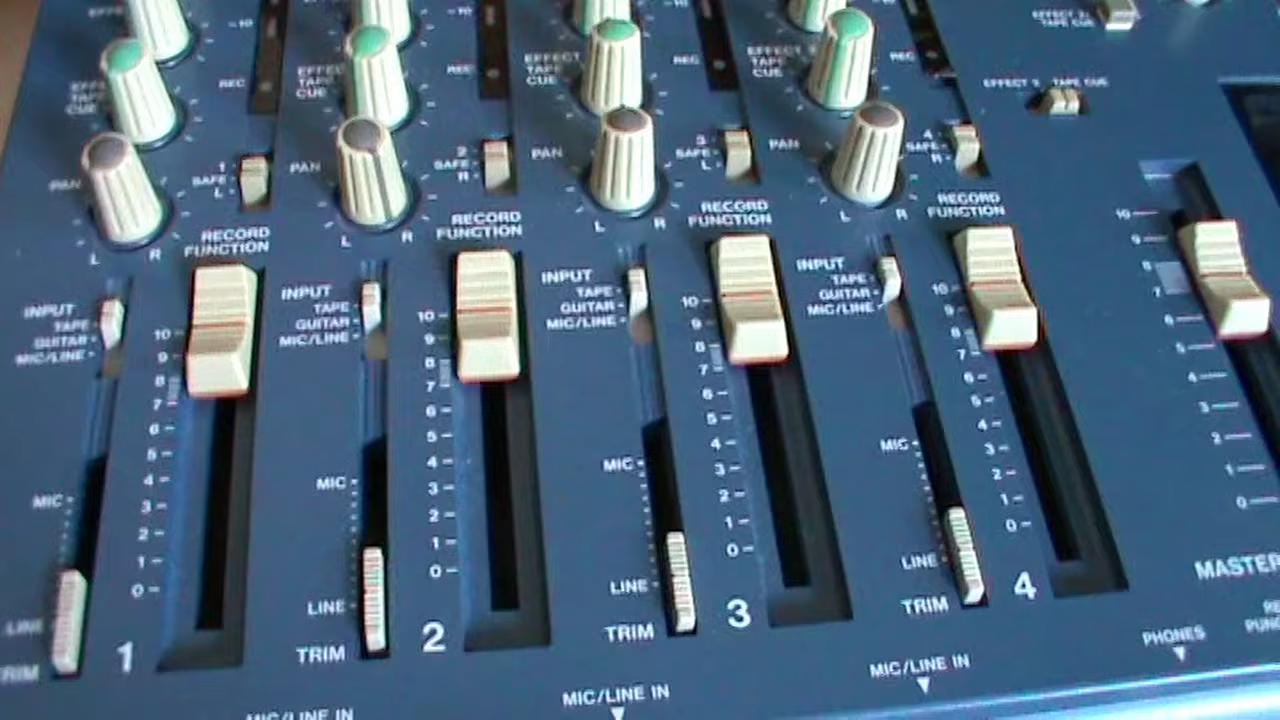 EFFECT 2
TAPE CUE
EFFECT 2 TAPE CUE
EFFECT
TAPE
CUE
EFFECT
TAPE
CUE
REC
REC
REC
REC
PAN
1
SAFE
L
L R
PAN
2
SAFE
R
L R
PAN
3
SAFE
L
L R
PAN
4
SAFE
R
L R
RECORD
FUNCTION
RECORD
FUNCTION
RECORD
FUNCTION
RECORD
FUNCTION
INPUT
TAPE
GUITAR
MIC/LINE
10
9
8
7
6
5
4
3
2
1
0
MIC
LINE
TRIM
1
INPUT
TAPE
GUITAR
MIC/LINE
10
9
8
7
6
5
4
3
2
1
0
MIC
LINE
TRIM
2
INPUT
TAPE
GUITAR
MIC/LINE
10
9
8
7
6
5
4
3
2
1
0
MIC
LINE
TRIM
3
INPUT
TAPE
GUITAR
MIC/LINE
10
9
8
7
6
5
4
3
2
1
0
MIC
LINE
TRIM
4
10
9
8
7
6
5
4
3
2
1
0
MASTER
MIC/LINE IN
MIC/LINE IN
MIC/LINE IN
PHONES